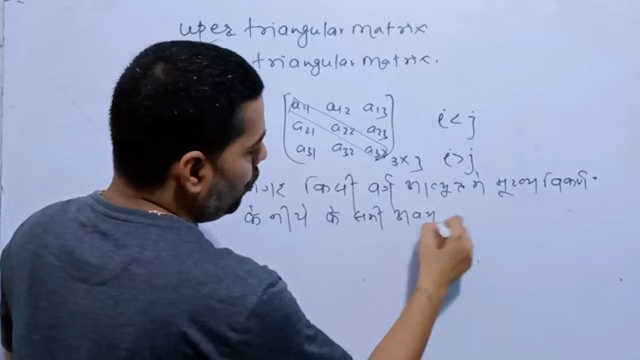 uper triangular matrix
triangular matrix.
a11 a12 a13
a21 a22 a23 i<j
a31 a32 a33 3×3 i>j
अगर किसी वर्ग आव्यूह में मुख्य विकर्ण
के नीचे के सभी अवय